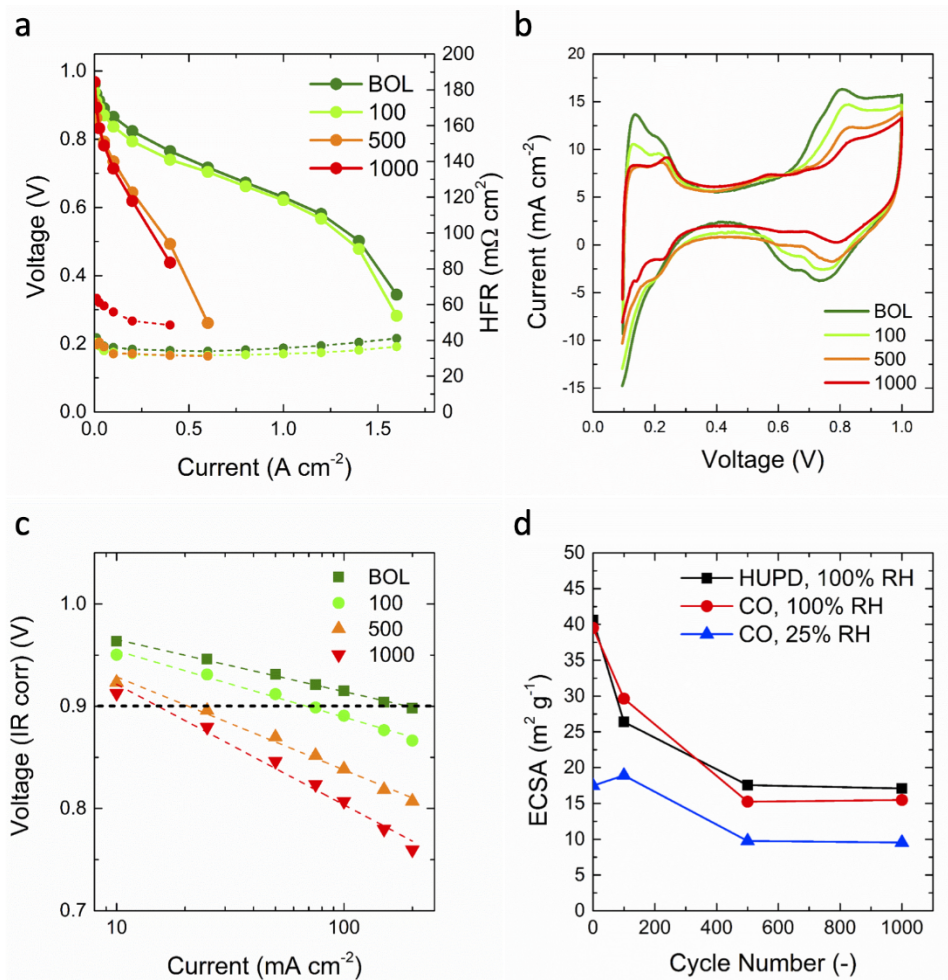 a
Voltage (V)
1.0
0.8
0.6
0.4
0.2
0.0
BOL
100
500
1000
200
180
160
140
120
100
80
60
40
20
0
HFR (mΩ cm²)
0.0 0.5 1.0 1.5
Current (A cm⁻²)
b
Current (mA cm⁻²)
20
15
10
5
0
-5
-10
-15
BOL
100
500
1000
0.0 0.2 0.4 0.6 0.8 1.0
Voltage (V)
c
Voltage (IR corr) (V)
1.0
0.9
0.8
0.7
BOL
100
500
1000
10 100
Current (mA cm⁻²)
d
ECSA (m² g⁻¹)
50
45
40
35
30
25
20
15
10
5
0
HUPD, 100% RH
CO, 100% RH
CO, 25% RH
0 200 400 600 800 1000
Cycle Number (-)